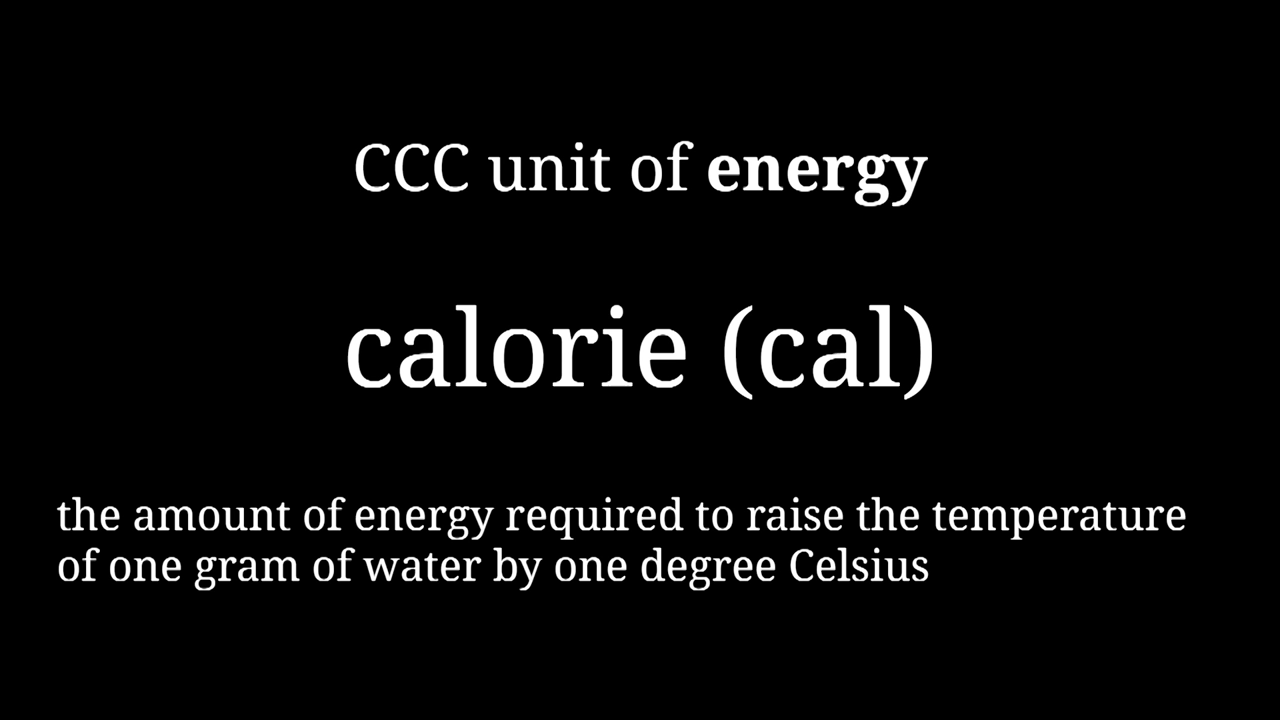 CCC unit of energy
calorie (cal)
the amount of energy required to raise the temperature
of one gram of water by one degree Celsius